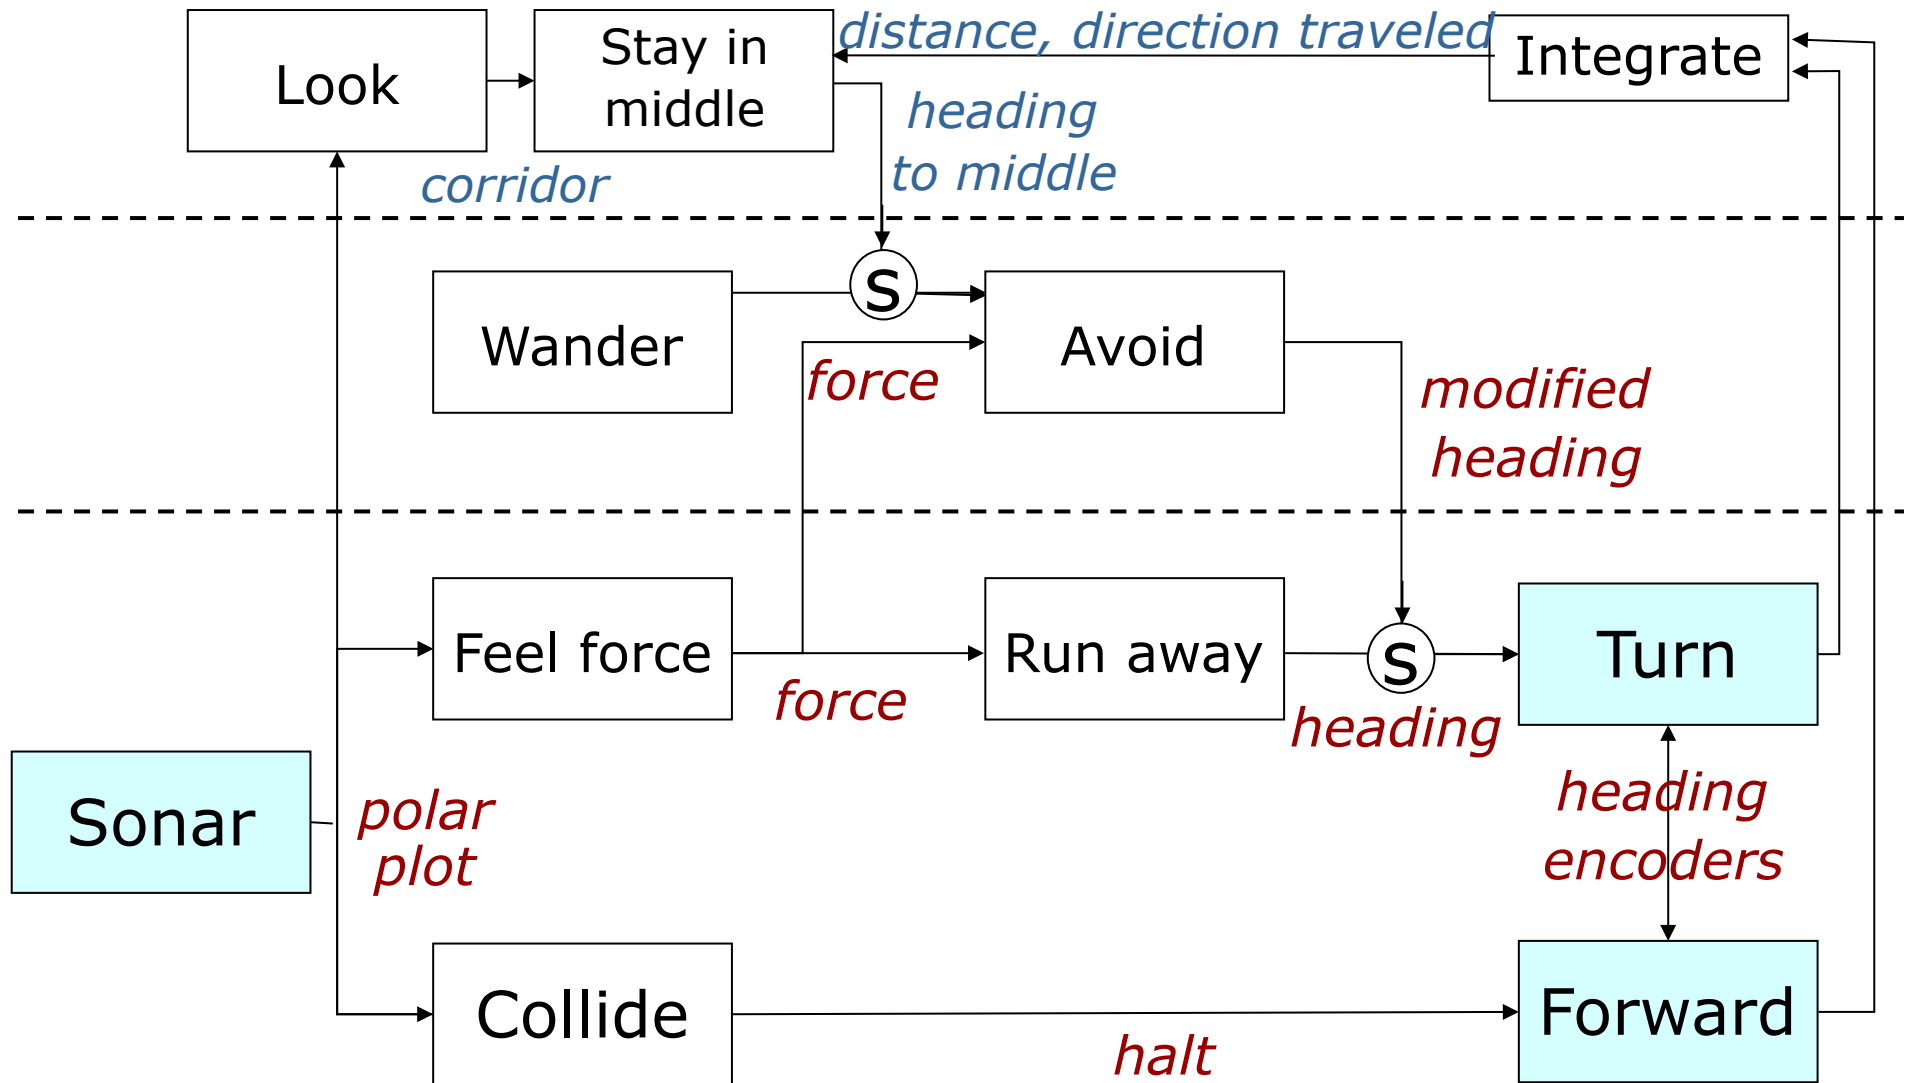 Look
Stay in
middle
distance, direction traveled
Integrate
heading
to middle
corridor
S
Wander
Avoid
force
modified
heading
Feel force
Run away
S
Turn
force
heading
Sonar
polar
plot
heading
encoders
Collide
Forward
halt